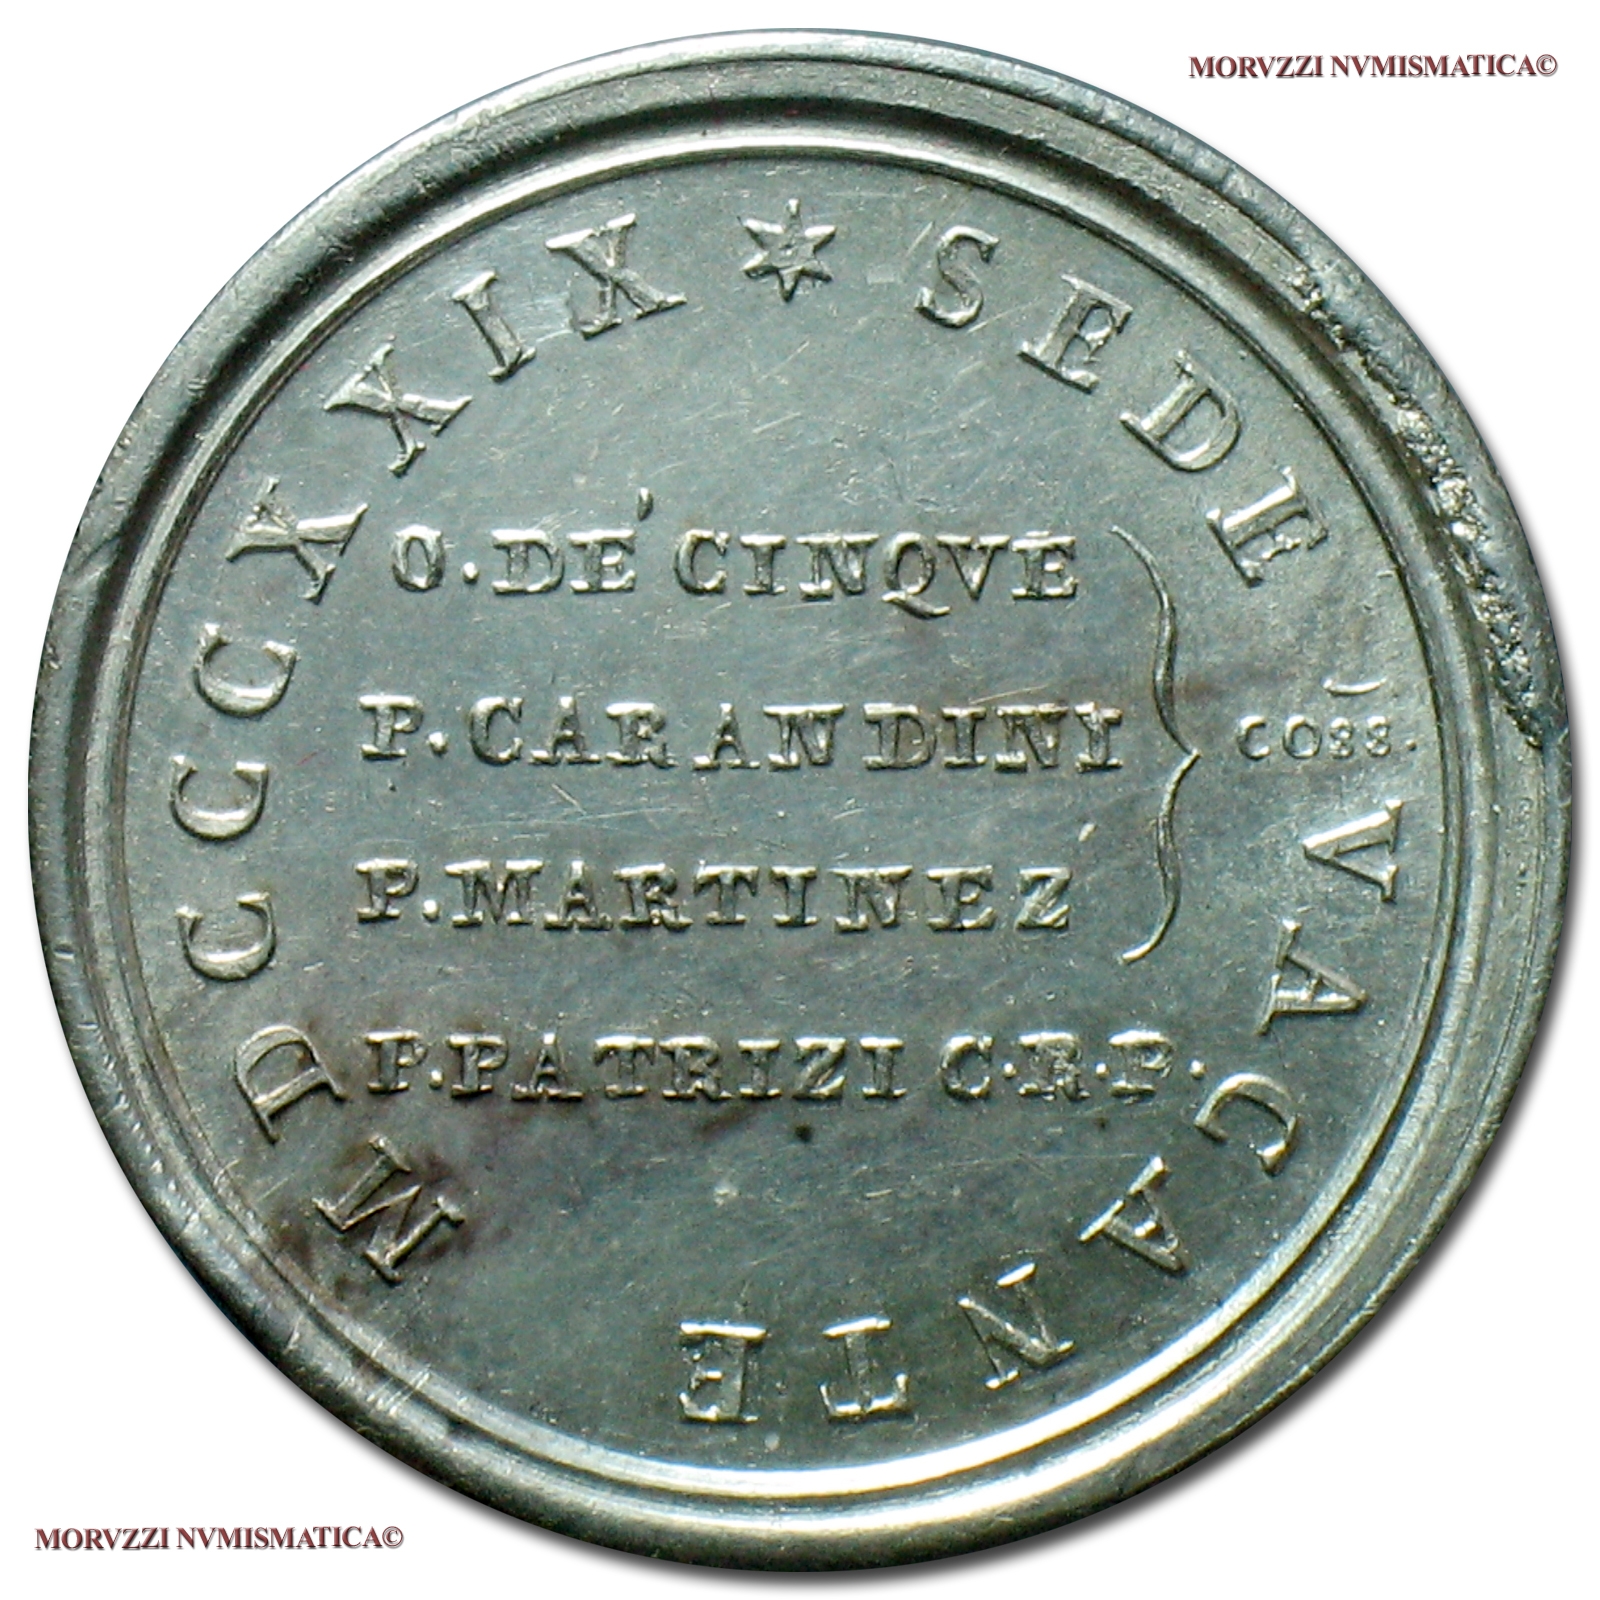 MORVZZI NVMISMATICA©
SEDE VACANTE MDCCCXXIX
O.DE' CINQVE
P.CARANDINI
COSS.
P.MARTINEZ
P.PATRIZI C.R.P.
MORVZZI NVMISMATICA©